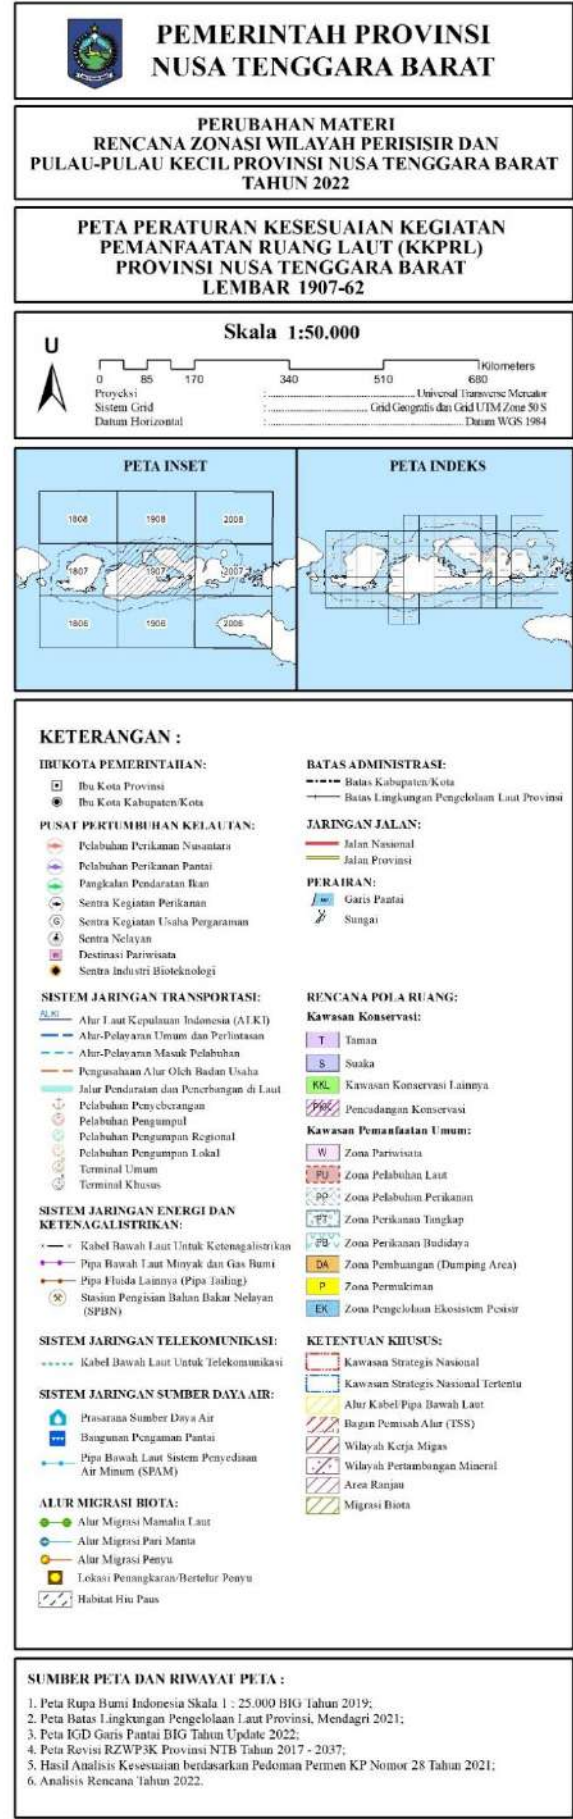 PEMERINTAH PROVINSI
NUSA TENGGARA BARAT
PERUBAHAN MATERI
RENCANA ZONASI WILAYAH PERISISIR DAN
PULAU-PULAU KECIL PROVINSI NUSA TENGGARA BARAT
TAHUN 2022
PETA PERATURAN KESESUAIAN KEGIATAN
PEMANFAATAN RUANG LAUT (KKPRL)
PROVINSI NUSA TENGGARA BARAT
LEMBAR 1907-62
Skala 1:50.000
U
Kilometers
0 85 170 340 510 680
Proyeksi : Universal Transverse Mercator
Sistem Grid : Grid Geografis dan Grid UTM Zone 50 S
Datum Horizontal : Datum WGS 1984
PETA INSET
1808 1908 2008
1807 1907 2007
1806 1906 2006
PETA INDEKS
KETERANGAN :
IBUKOTA PEMERINTAHAN:
Ibu Kota Provinsi
Ibu Kota Kabupaten/Kota
PUSAT PERTUMBUHAN KELAUTAN:
Pelabuhan Perikanan Nusantara
Pelabuhan Perikanan Pantai
Pangkalan Pendaratan Ikan
Sentra Kegiatan Perikanan
G Sentra Kegiatan Usaha Pergaraman
Sentra Nelayan
Destinasi Pariwisata
Sentra Industri Bioteknologi
BATAS ADMINISTRASI:
Batas Kabupaten/Kota
Batas Lingkungan Pengelolaan Laut Provinsi
JARINGAN JALAN:
Jalan Nasional
Jalan Provinsi
PERAIRAN:
Garis Pantai
Sungai
SISTEM JARINGAN TRANSPORTASI:
ALKI Alur Laut Kepulauan Indonesia (ALKI)
Alur-Pelayaran Umum dan Perlintasan
Alur-Pelayaran Masuk Pelabuhan
Pengusahaan Alur Oleh Badan Usaha
Jalur Pendaratan dan Penerbangan di Laut
Pelabuhan Penyeberangan
Pelabuhan Pengumpul
Pelabuhan Pengumpan Regional
Pelabuhan Pengumpan Lokal
Terminal Umum
Terminal Khusus
SISTEM JARINGAN ENERGI DAN
KETENAGALISTRIKAN:
Kabel Bawah Laut Untuk Ketenagalistrikan
Pipa Bawah Laut Minyak dan Gas Bumi
Pipa Fluida Lainnya (Pipa Tailing)
Stasiun Pengisian Bahan Bakar Nelayan
(SPBN)
SISTEM JARINGAN TELEKOMUNIKASI:
Kabel Bawah Laut Untuk Telekomunikasi
SISTEM JARINGAN SUMBER DAYA AIR:
Prasarana Sumber Daya Air
Bangunan Pengaman Pantai
Pipa Bawah Laut Sistem Penyediaan
Air Minum (SPAM)
ALUR MIGRASI BIOTA:
Alur Migrasi Mamalia Laut
Alur Migrasi Pari Manta
Alur Migrasi Penyu
Lokasi Penangkaran/Bertelur Penyu
Habitat Hiu Paus
RENCANA POLA RUANG:
Kawasan Konservasi:
T Taman
S Suaka
KKL Kawasan Konservasi Lainnya
PKK Pencadangan Konservasi
Kawasan Pemanfaatan Umum:
W Zona Pariwisata
PU Zona Pelabuhan Laut
PP Zona Pelabuhan Perikanan
PT Zona Perikanan Tangkap
PB Zona Perikanan Budidaya
DA Zona Pembuangan (Dumping Area)
P Zona Permukiman
EK Zona Pengelolaan Ekosistem Pesisir
KETENTUAN KHUSUS:
Kawasan Strategis Nasional
Kawasan Strategis Nasional Tertentu
Alur Kabel/Pipa Bawah Laut
Bagan Pemisah Alur (TSS)
Wilayah Kerja Migas
Wilayah Pertambangan Mineral
Area Ranjau
Migrasi Biota
SUMBER PETA DAN RIWAYAT PETA :
1. Peta Rupa Bumi Indonesia Skala 1 : 25.000 BIG Tahun 2019;
2. Peta Batas Lingkungan Pengelolaan Laut Provinsi, Mendagri 2021;
3. Peta IGD Garis Pantai BIG Tahun Update 2022;
4. Peta Revisi RZWP3K Provinsi NTB Tahun 2017 - 2037;
5. Hasil Analisis Kesesuaian berdasarkan Pedoman Permen KP Nomor 28 Tahun 2021;
6. Analisis Rencana Tahun 2022.